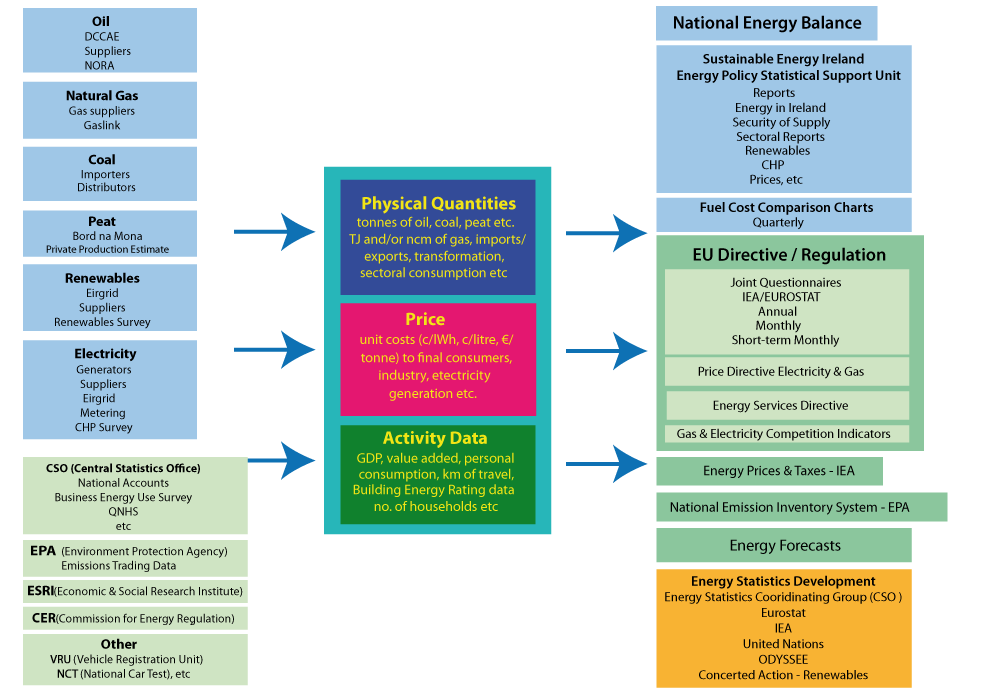 Oil
DCCAE
Suppliers
NORA
Natural Gas
Gas suppliers
Gaslink
Coal
Importers
Distributors
Peat
Bord na Mona
Private Production Estimate
Renewables
Eirgrid
Suppliers
Renewables Survey
Electricity
Generators
Suppliers
Eirgrid
Metering
CHP Survey
CSO (Central Statistics Office)
National Accounts
Business Energy Use Survey
QNHS
etc
EPA (Environment Protection Agency)
Emissions Trading Data
ESRI(Economic & Social Research Institute)
CER(Commission for Energy Regulation)
Other
VRU (Vehicle Registration Unit)
NCT (National Car Test), etc
Physical Quantities
tonnes of oil, coal, peat etc.
TJ and/or ncm of gas, imports/
exports, transformation,
sectoral consumption etc
Price
unit costs (c/lWh, c/litre, €/
tonne) to final consumers,
industry, etectricity
generation etc.
Activity Data
GDP, value added, personal
consumption, km of travel,
Building Energy Rating data
no. of households etc
National Energy Balance
Sustainable Energy Ireland
Energy Policy Statistical Support Unit
Reports
Energy in Ireland
Security of Supply
Sectoral Reports
Renewables
CHP
Prices, etc
Fuel Cost Comparison Charts
Quarterly
EU Directive / Regulation
Joint Questionnaires
IEA/EUROSTAT
Annual
Monthly
Short-term Monthly
Price Directive Electricity & Gas
Energy Services Directive
Gas & Electricity Competition Indicators
Energy Prices & Taxes - IEA
National Emission Inventory System - EPA
Energy Forecasts
Energy Statistics Development
Energy Statistics Cooridinating Group (CSO )
Eurostat
IEA
United Nations
ODYSSEE
Concerted Action - Renewables